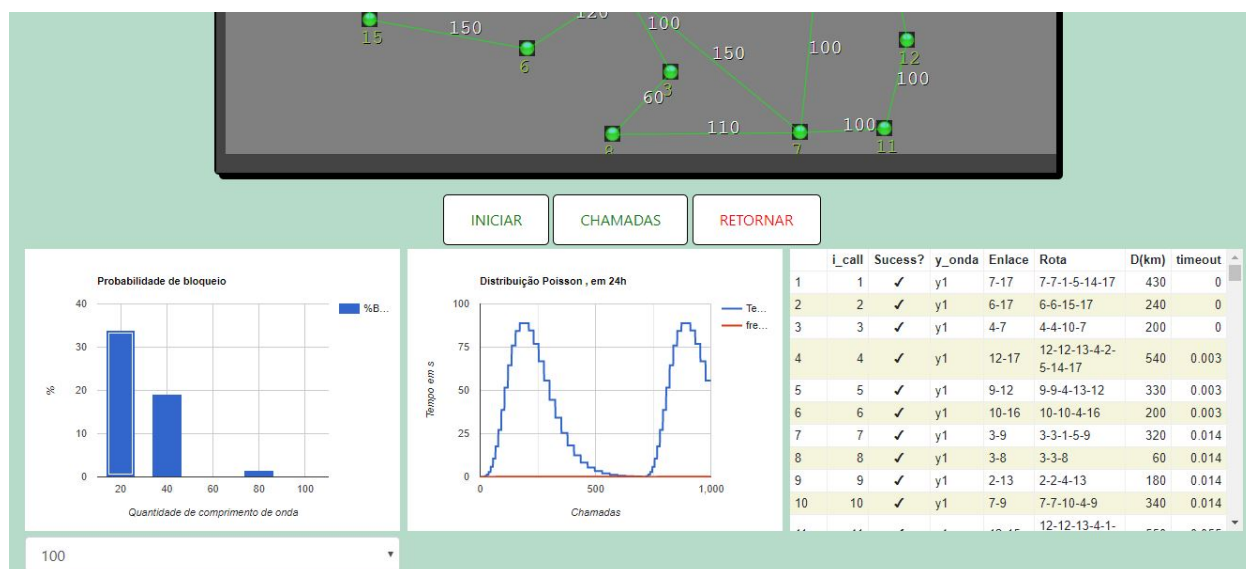 120
100
15
150
6
150
100
12
3
100
60
110
100
8
7
11
INICIAR
CHAMADAS
RETORNAR
Probabilidade de bloqueio
%B...
40
30
20
10
0
%
20
40
60
80
100
Quantidade de comprimento de onda
Distribuição Poisson , em 24h
Te...
fre...
100
75
50
25
0
Tempo em s
0
500
1,000
Chamadas
i_call Sucess? y_onda Enlace Rota D(km) timeout
1 1 ✓ y1 7-17 7-7-1-5-14-17 430 0
2 2 ✓ y1 6-17 6-6-15-17 240 0
3 3 ✓ y1 4-7 4-4-10-7 200 0
4 4 ✓ y1 12-17 12-12-13-4-2-
5-14-17 540 0.003
5 5 ✓ y1 9-12 9-9-4-13-12 330 0.003
6 6 ✓ y1 10-16 10-10-4-16 200 0.003
7 7 ✓ y1 3-9 3-3-1-5-9 320 0.014
8 8 ✓ y1 3-8 3-3-8 60 0.014
9 9 ✓ y1 2-13 2-2-4-13 180 0.014
10 10 ✓ y1 7-9 7-7-10-4-9 340 0.014
12-12-13-4-1-
100